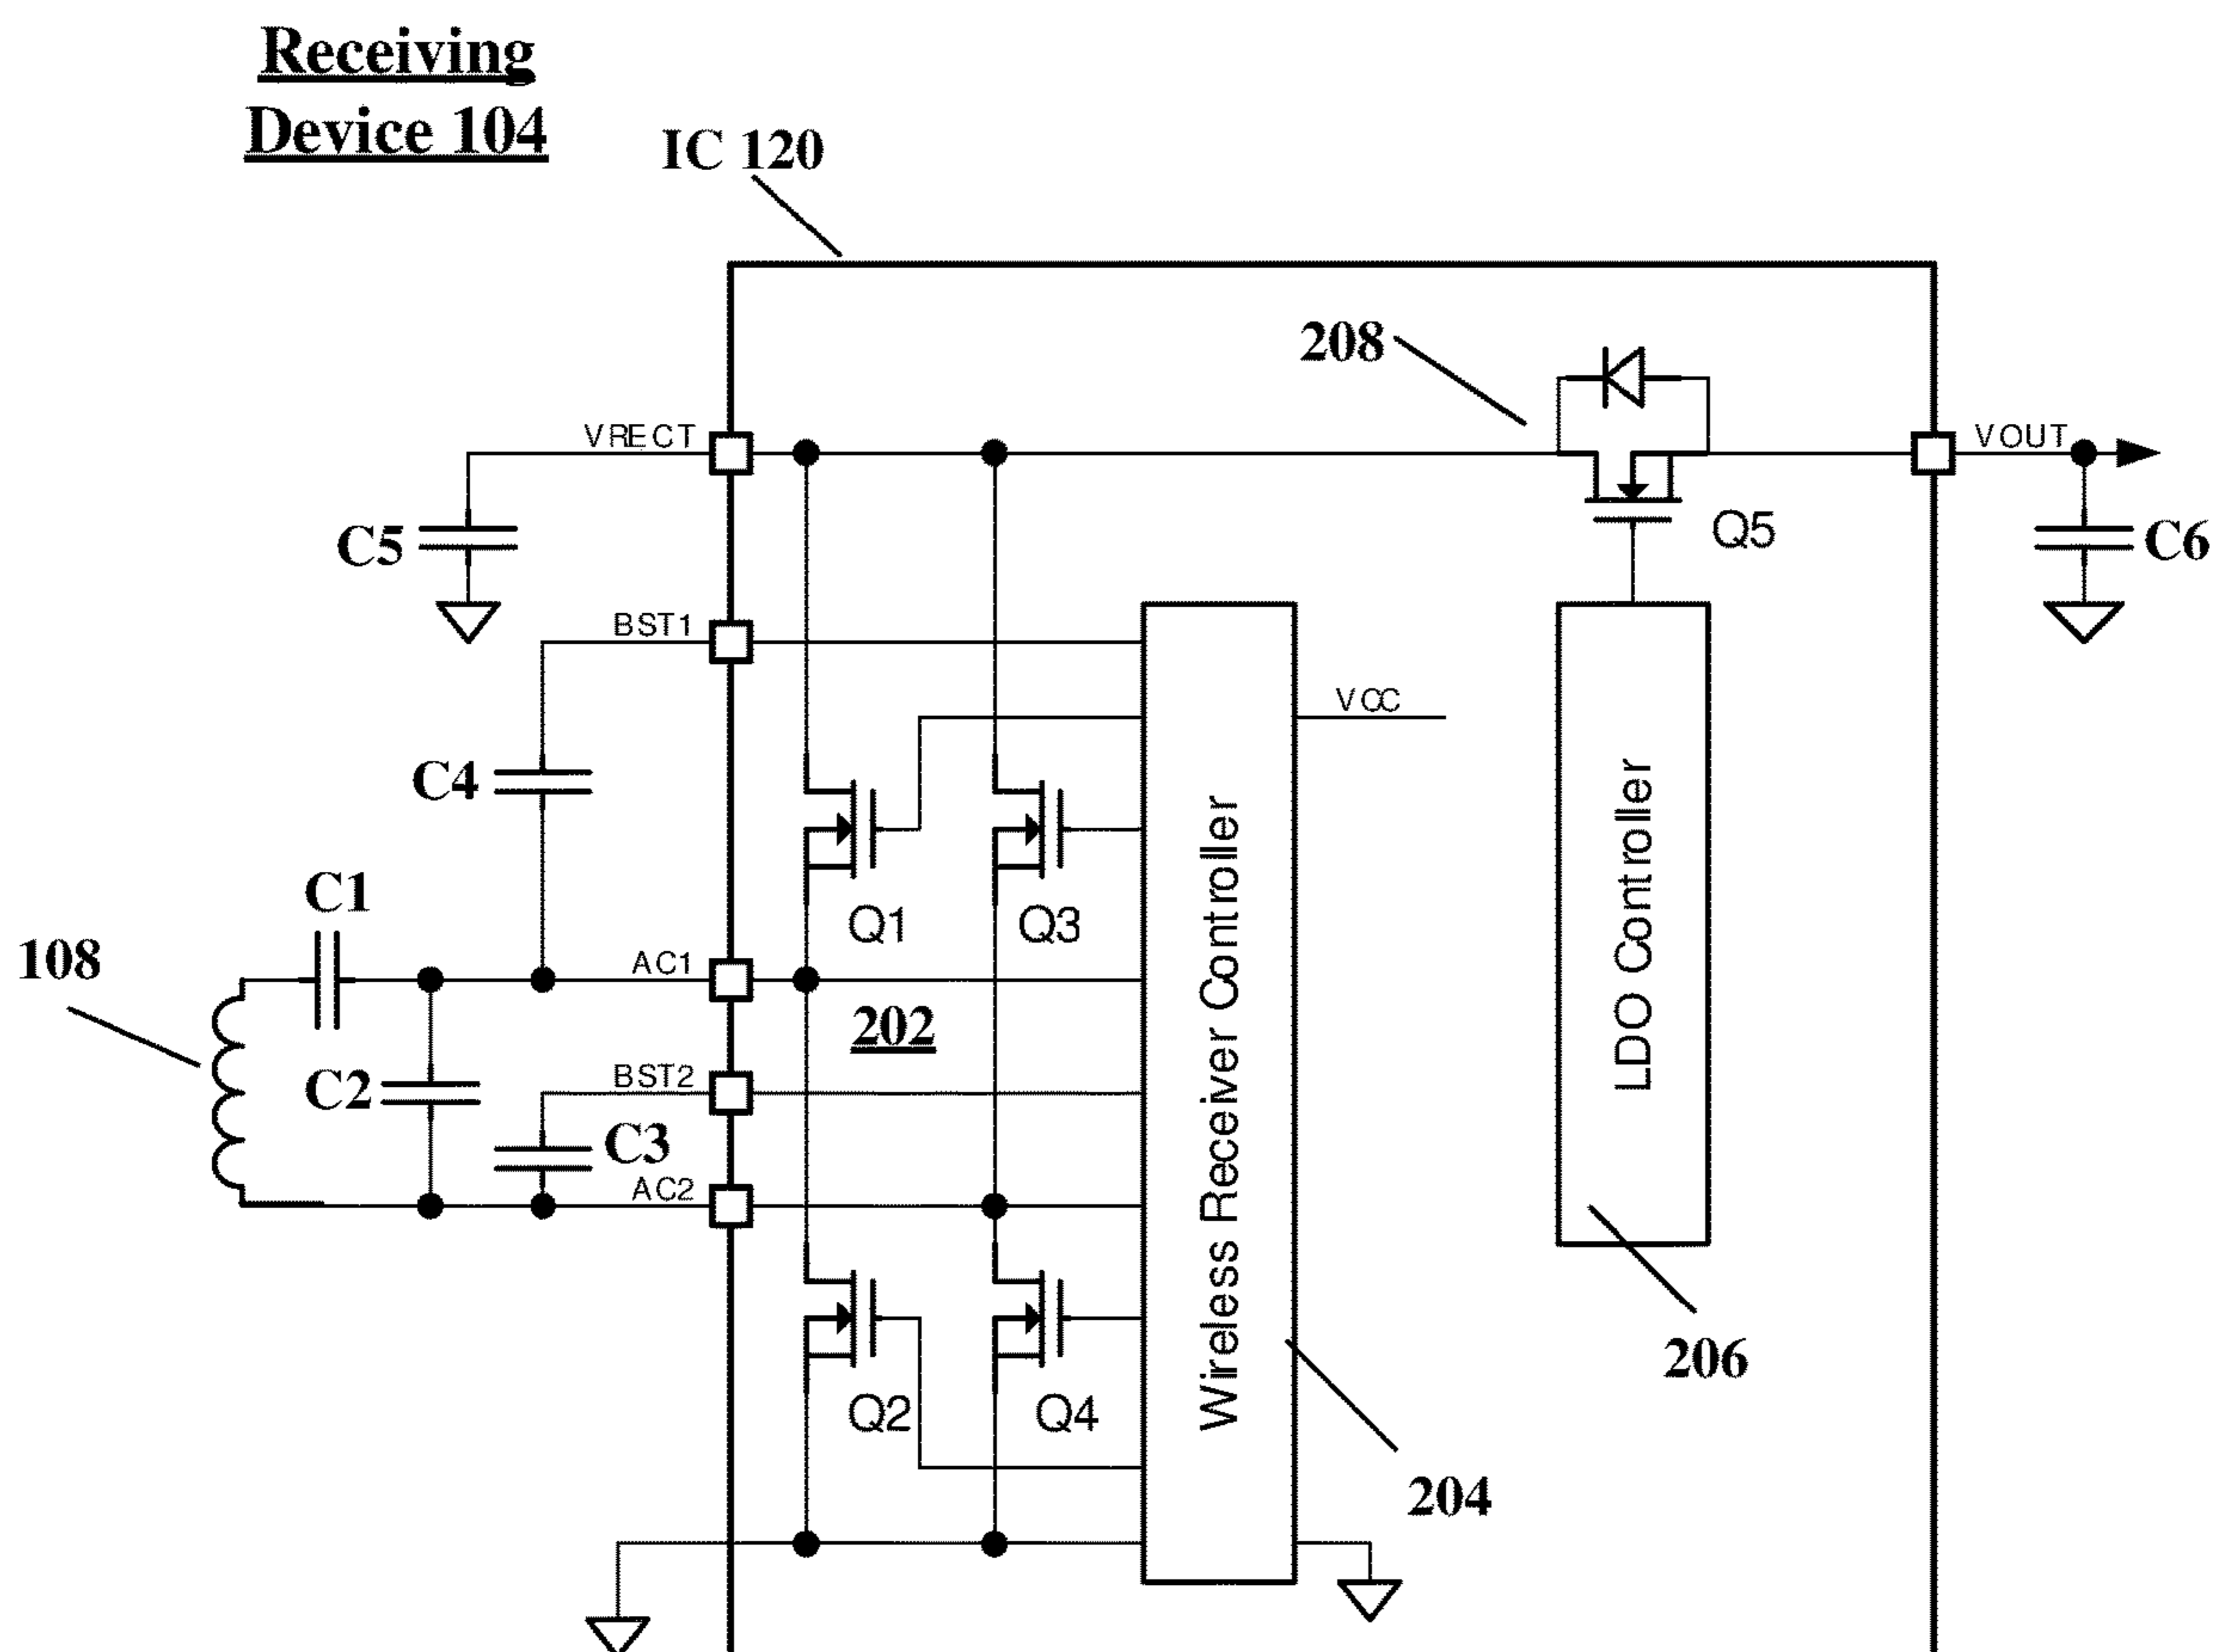 Receiving
Device 104
IC 120
208
VRECT
VOUT
C5
Q5
C6
BST1
VCC
C4
C1
Q1
Q3
108
AC1
202
C2
BST2
C3
AC2
Wireless Receiver Controller
LDO Controller
206
Q2
Q4
204